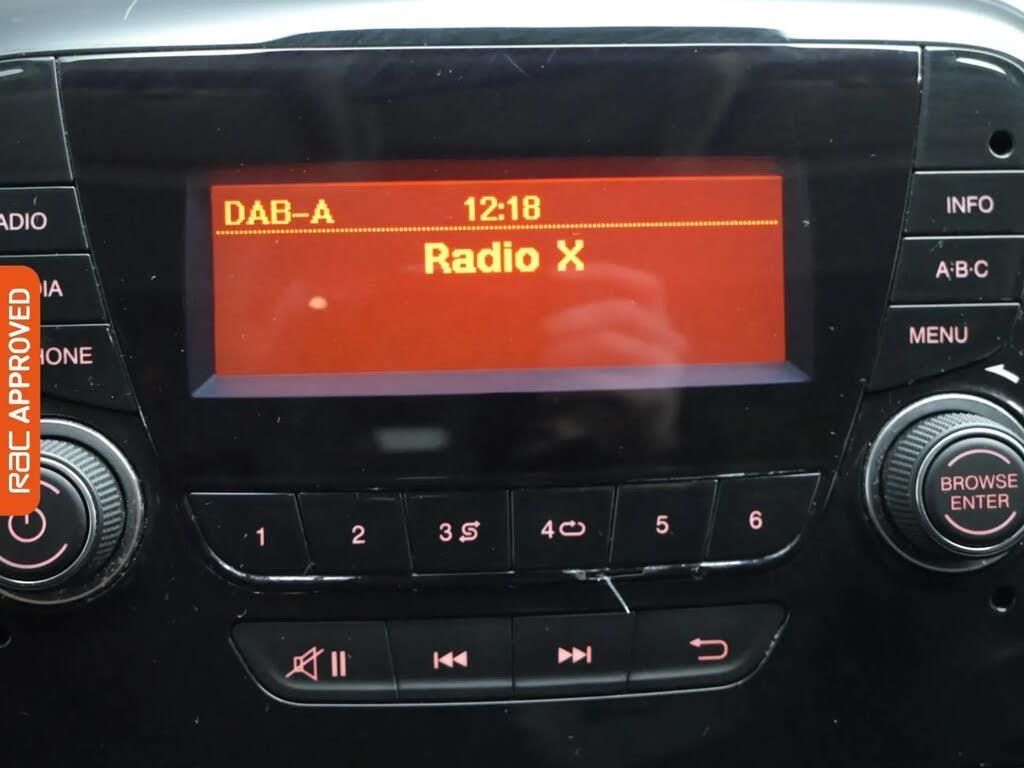 DAB-A 12:18
Radio X
ADIO
IA
HONE
INFO
A·B·C
MENU
BROWSE
ENTER
1 2 3 4 5 6
rac APPROVED